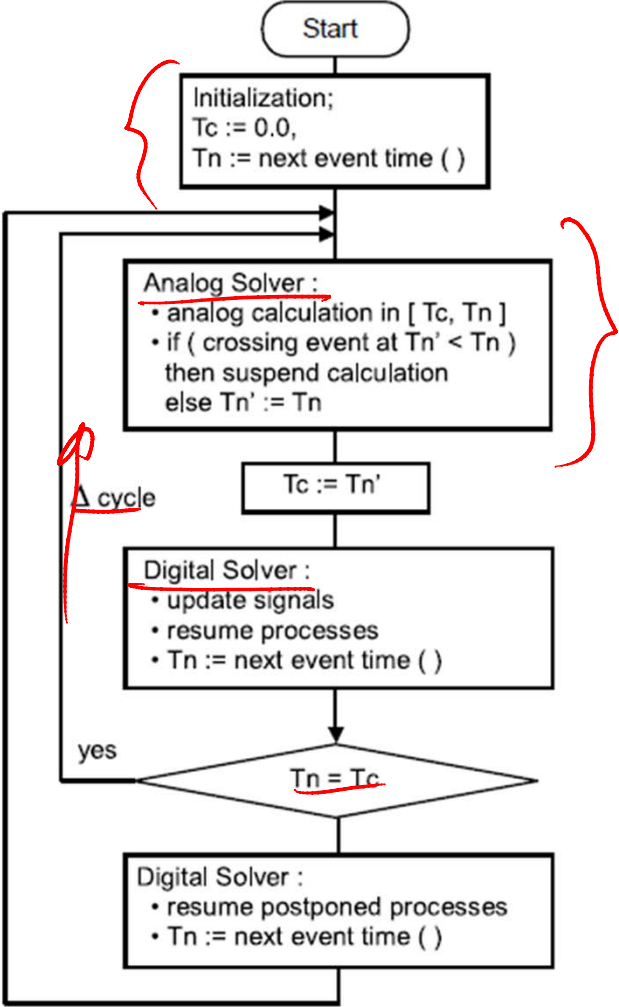 Start
Initialization;
Tc := 0.0,
Tn := next event time ( )
Analog Solver :
• analog calculation in [ Tc, Tn ]
• if ( crossing event at Tn' < Tn )
then suspend calculation
else Tn' := Tn
Tc := Tn'
Δ cycle
Digital Solver :
• update signals
• resume processes
• Tn := next event time ( )
yes
Tn = Tc
Digital Solver :
• resume postponed processes
• Tn := next event time ( )